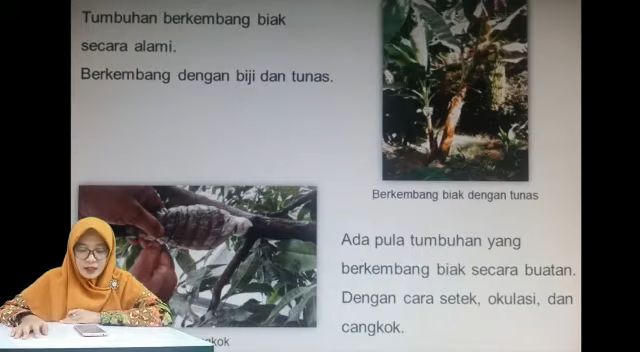 Tumbuhan berkembang biak
secara alami.
Berkembang dengan biji dan tunas.
Berkembang biak dengan tunas
Ada pula tumbuhan yang
berkembang biak secara buatan.
Dengan cara setek, okulasi, dan
cangkok.